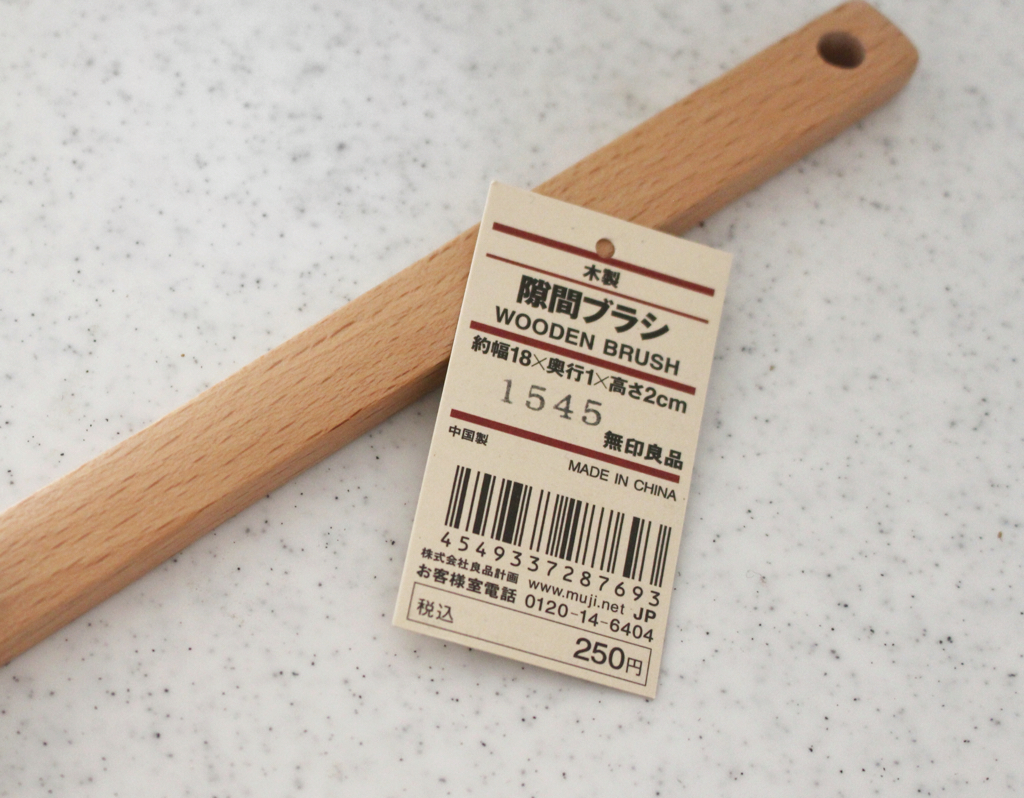 木製
隙間ブラシ
WOODEN BRUSH
約幅18×奥行1×高さ2cm
1545
無印良品
中国製
MADE IN CHINA
4549337287693
株式会社良品計画 www.muji.net JP
お客様室電話 0120-14-6404
税込
250円